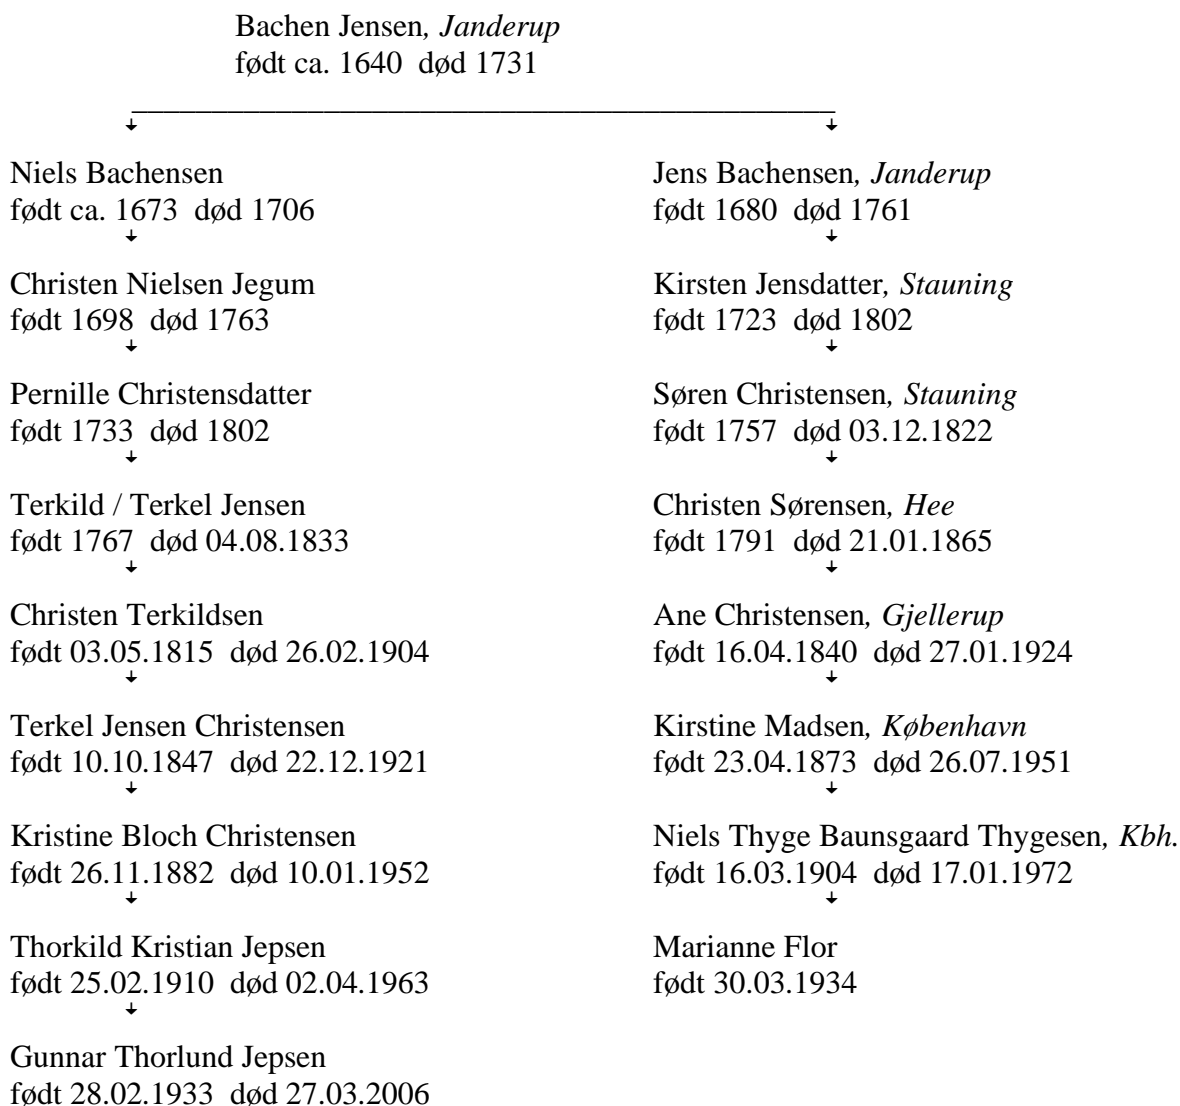 Bachen Jensen, Janderup
født ca. 1640  død 1731
Niels Bachensen
født ca. 1673  død 1706
Christen Nielsen Jegum
født 1698  død 1763
Pernille Christensdatter
født 1733  død 1802
Terkild / Terkel Jensen
født 1767  død 04.08.1833
Christen Terkildsen
født 03.05.1815  død 26.02.1904
Terkel Jensen Christensen
født 10.10.1847  død 22.12.1921
Kristine Bloch Christensen
født 26.11.1882  død 10.01.1952
Thorkild Kristian Jepsen
født 25.02.1910  død 02.04.1963
Gunnar Thorlund Jepsen
født 28.02.1933  død 27.03.2006
Jens Bachensen, Janderup
født 1680  død 1761
Kirsten Jensdatter, Stauning
født 1723  død 1802
Søren Christensen, Stauning
født 1757  død 03.12.1822
Christen Sørensen, Hee
født 1791  død 21.01.1865
Ane Christensen, Gjellerup
født 16.04.1840  død 27.01.1924
Kirstine Madsen, København
født 23.04.1873  død 26.07.1951
Niels Thyge Baunsgaard Thygesen, Kbh.
født 16.03.1904  død 17.01.1972
Marianne Flor
født 30.03.1934